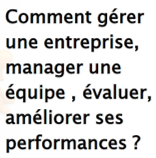 Comment gérer
une entreprise,
manager une
équipe , évaluer,
améliorer ses
performances ?